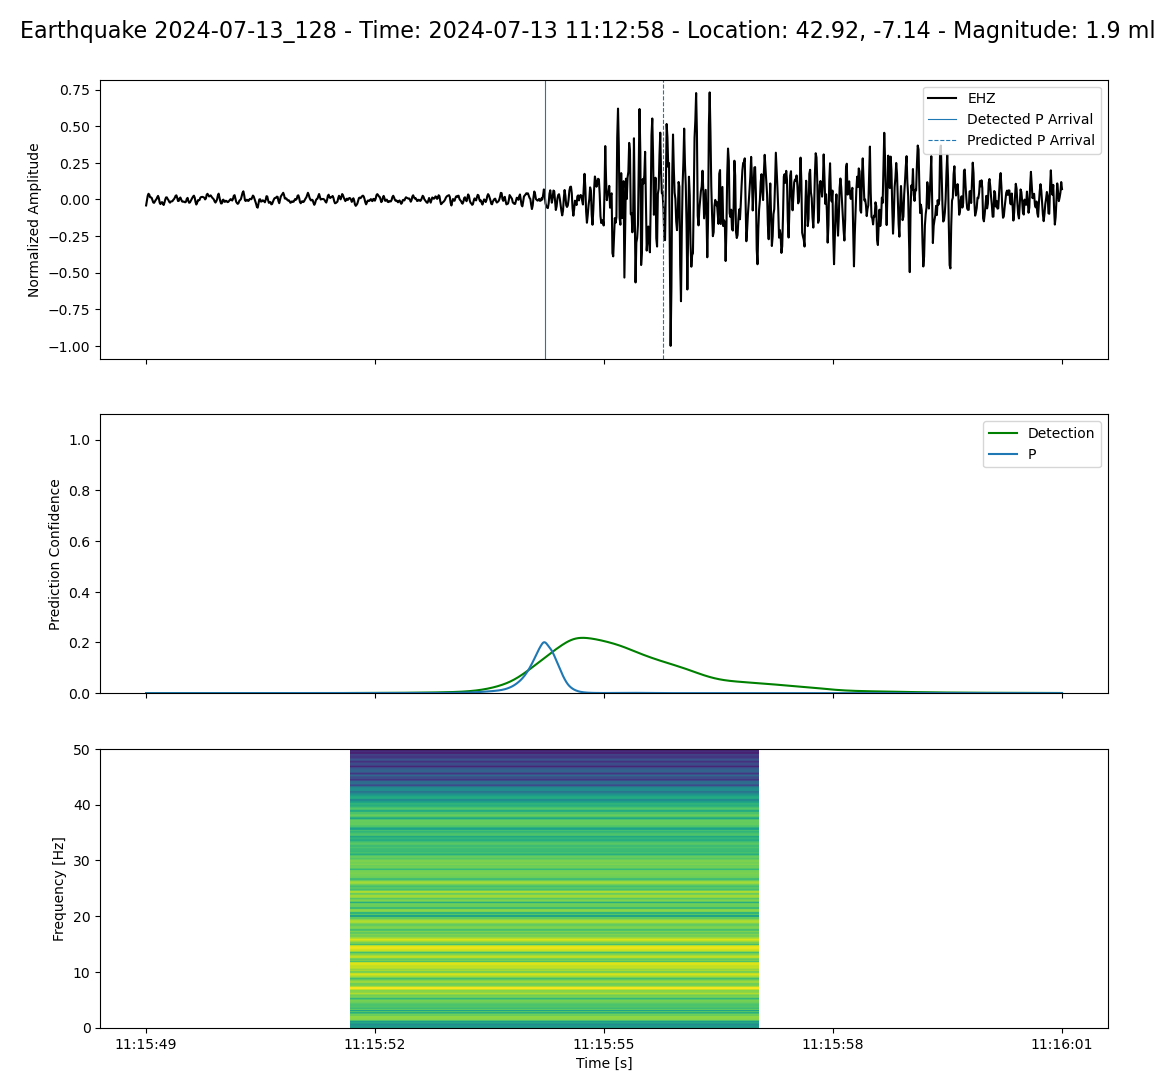 Earthquake 2024-07-13_128 - Time: 2024-07-13 11:12:58 - Location: 42.92, -7.14 - Magnitude: 1.9 ml
0.75
0.50
0.25
0.00
−0.25
−0.50
−0.75
−1.00
Normalized Amplitude
EHZ
Detected P Arrival
Predicted P Arrival
1.0
0.8
0.6
0.4
0.2
0.0
Prediction Confidence
Detection
P
50
40
30
20
10
0
Frequency [Hz]
11:15:49 11:15:52 11:15:55 11:15:58 11:16:01
Time [s]